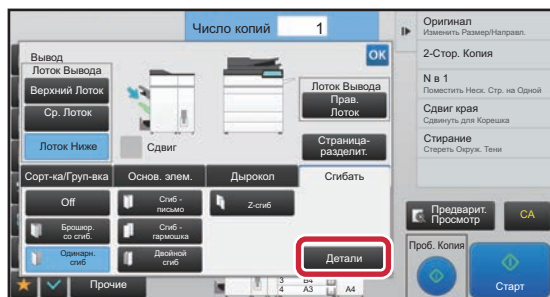 Число копий 1
Вывод
OK
Лоток Вывода
Верхний Лоток
Ср. Лоток
Лоток Ниже
Сдвиг
Лоток Вывода
Прав.
Лоток
Страница-
разделит.
Сорт-ка/Груп-вка
Основ. элем.
Дырокол
Сгибать
Off
Сгиб -
письмо
Z-сгиб
Брошюр.
со сгиб.
Сгиб -
гармошка
Одинарн.
сгиб
Двойной
сгиб
Детали
Прочие
3 B4
4 A3
A4
Оригинал
Изменить Размер/Направл.
2-Стор. Копия
N в 1
Поместить Неск. Стр. на Одной
Сдвиг края
Сдвинуть для Корешка
Стирание
Стереть Окруж. Тени
Предварит.
Просмотр
CA
Проб. Копия
Старт